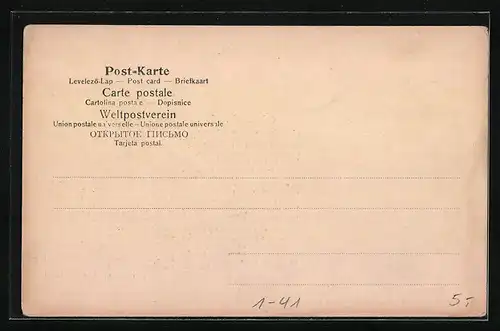 Post-Karte
Levelező-Lap — Post card — Briefkaart
Carte postale
Cartolina postale — Dopisnice
Weltpostverein
Union postale universelle – Unione postale universale
ОТКРЫТОЕ ПИСЬМО
Tarjeta postal.
1-41
5,-